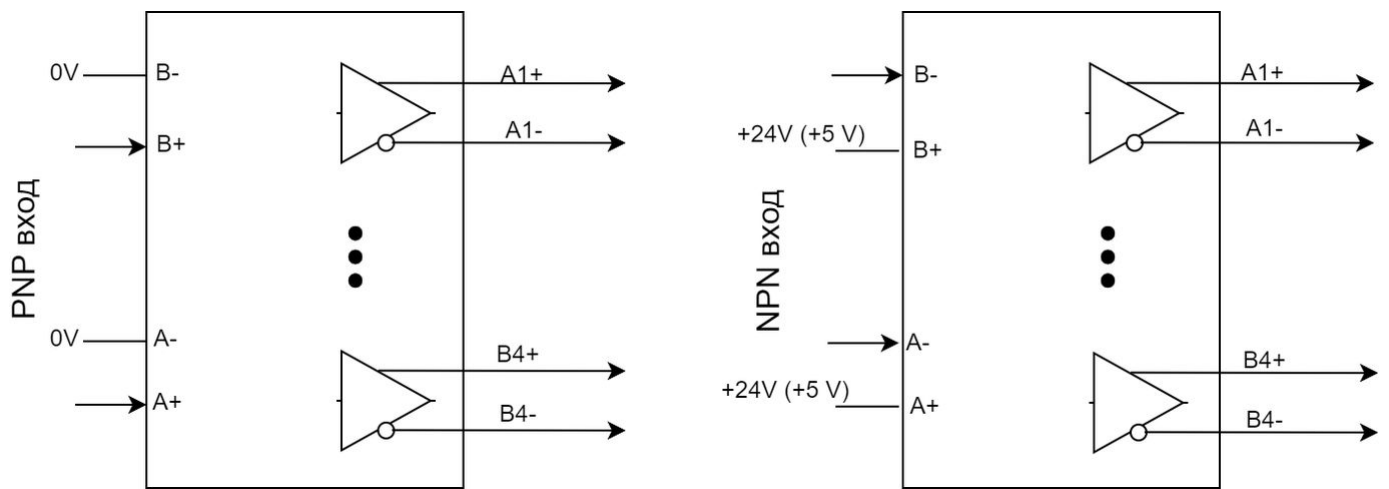 PNP вход
0V
B-
B+
0V
A-
A+
A1+
A1-
B4+
B4-
NPN вход
B-
+24V (+5 V)
B+
A-
+24V (+5 V)
A+
A1+
A1-
B4+
B4-